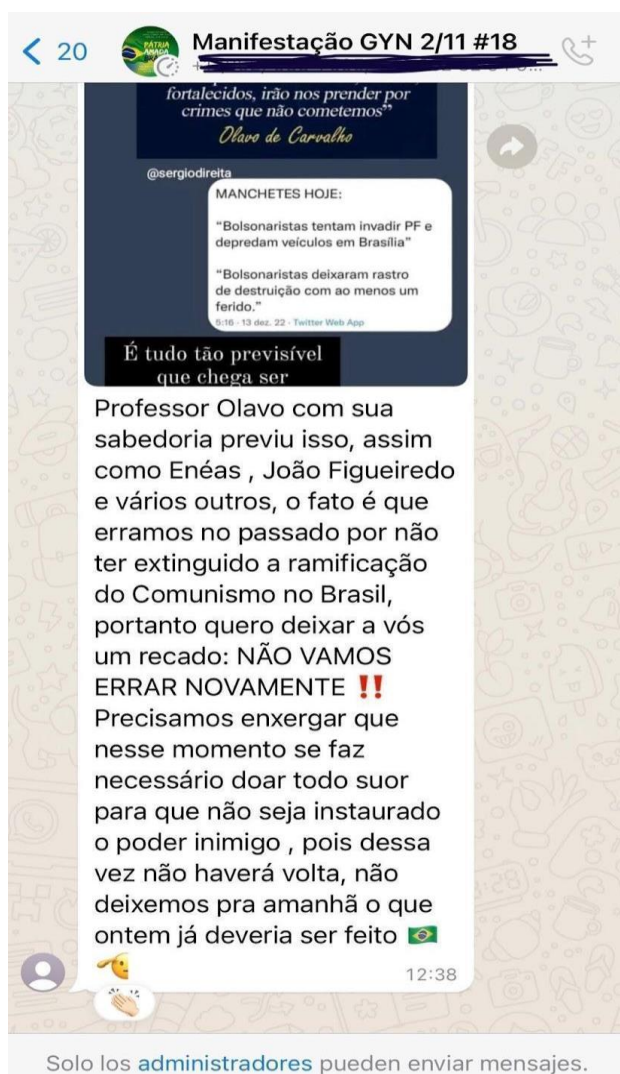 20
PÁTRIA
AMADA
Manifestação GYN 2/11 #18
fortalecidos, irão nos prender por
crimes que não cometemos”
Olavo de Carvalho
@sergiodireita
MANCHETES HOJE:
“Bolsonaristas tentam invadir PF e
depredam veículos em Brasília”
“Bolsonaristas deixaram rastro
de destruição com ao menos um
ferido.”
5:16 · 13 dez. 22 · Twitter Web App
É tudo tão previsível
que chega ser
Professor Olavo com sua
sabedoria previu isso, assim
como Enéas , João Figueiredo
e vários outros, o fato é que
erramos no passado por não
ter extinguido a ramificação
do Comunismo no Brasil,
portanto quero deixar a vós
um recado: NÃO VAMOS
ERRAR NOVAMENTE ‼️
Precisamos enxergar que
nesse momento se faz
necessário doar todo suor
para que não seja instaurado
o poder inimigo , pois dessa
vez não haverá volta, não
deixemos pra amanhã o que
ontem já deveria ser feito 🇧🇷
12:38
Solo los administradores pueden enviar mensajes.